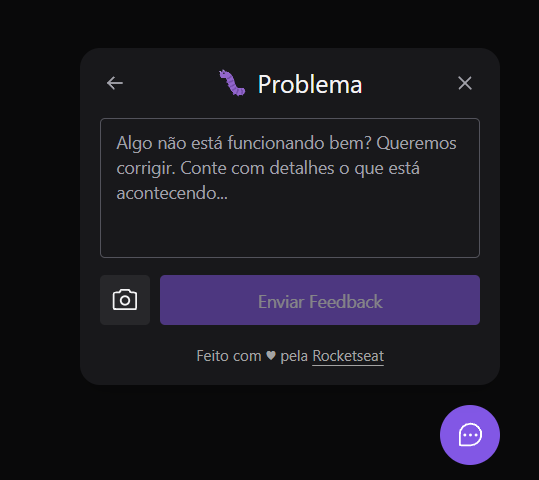 Problema
Algo não está funcionando bem? Queremos
corrigir. Conte com detalhes o que está
acontecendo...
Enviar Feedback
Feito com ♥ pela Rocketseat